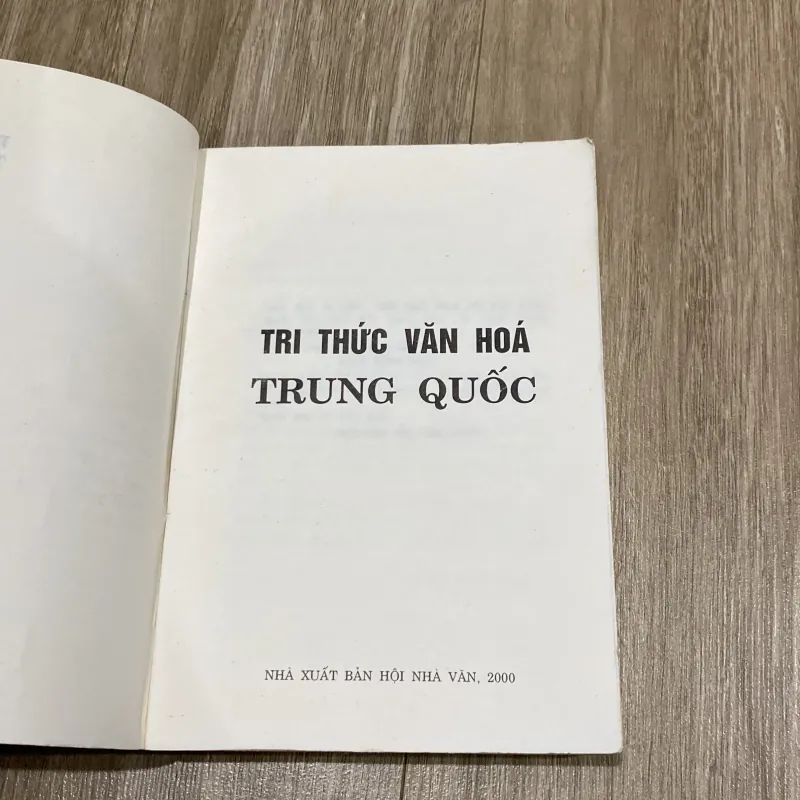 TRI THỨC VĂN HOÁ
TRUNG QUỐC
NHÀ XUẤT BẢN HỘI NHÀ VĂN, 2000